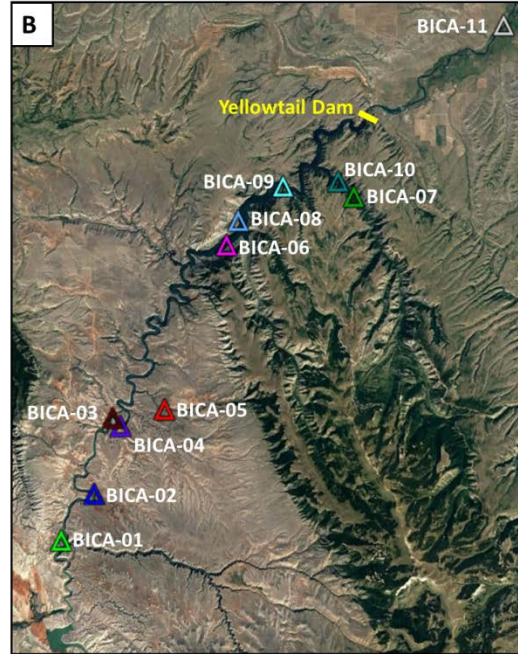 B
BICA-11
Yellowtail Dam
BICA-10
BICA-09
BICA-07
BICA-08
BICA-06
BICA-03
BICA-05
BICA-04
BICA-02
BICA-01